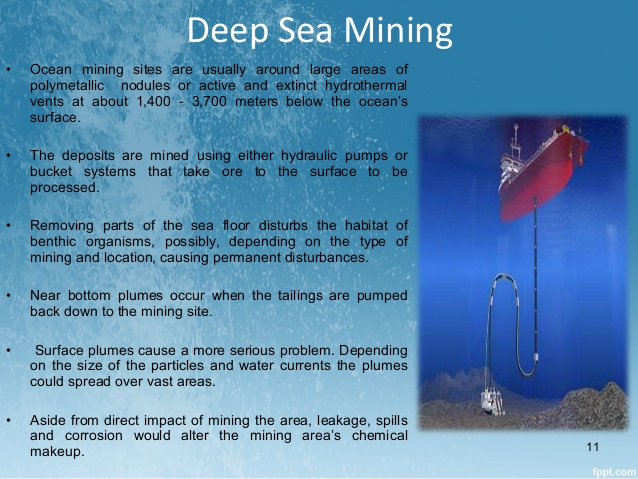 Deep Sea Mining
• Ocean mining sites are usually around large areas of
polymetallic nodules or active and extinct hydrothermal
vents at about 1,400 - 3,700 meters below the ocean's
surface.
• The deposits are mined using either hydraulic pumps or
bucket systems that take ore to the surface to be
processed.
• Removing parts of the sea floor disturbs the habitat of
benthic organisms, possibly, depending on the type of
mining and location, causing permanent disturbances.
• Near bottom plumes occur when the tailings are pumped
back down to the mining site.
• Surface plumes cause a more serious problem. Depending
on the size of the particles and water currents the plumes
could spread over vast areas.
• Aside from direct impact of mining the area, leakage, spills
and corrosion would alter the mining area's chemical
makeup.
11
fppt.com